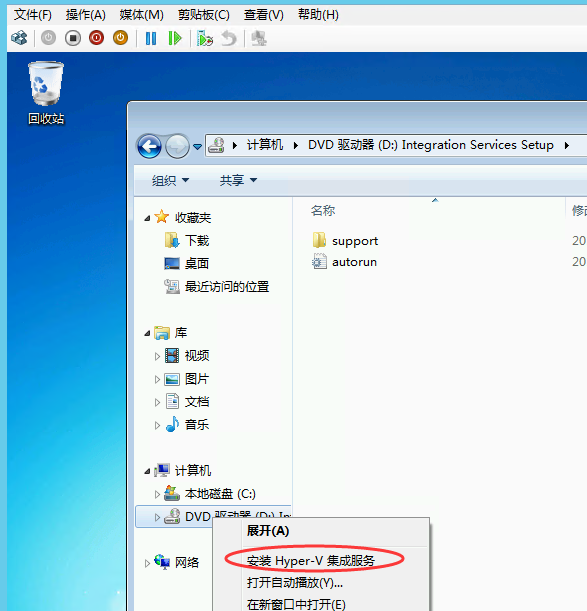 文件(F) 操作(A) 媒体(M) 剪贴板(C) 查看(V) 帮助(H)
回收站
计算机 DVD 驱动器 (D:) Integration Services Setup
组织 共享
名称
收藏夹
下载
桌面
最近访问的位置
support 20
autorun 20
库
视频
图片
文档
音乐
计算机
本地磁盘 (C:)
DVD 驱动器 (D:) In
网络
展开(A)
安装 Hyper-V 集成服务
打开自动播放(Y)...
在新窗口中打开(E)